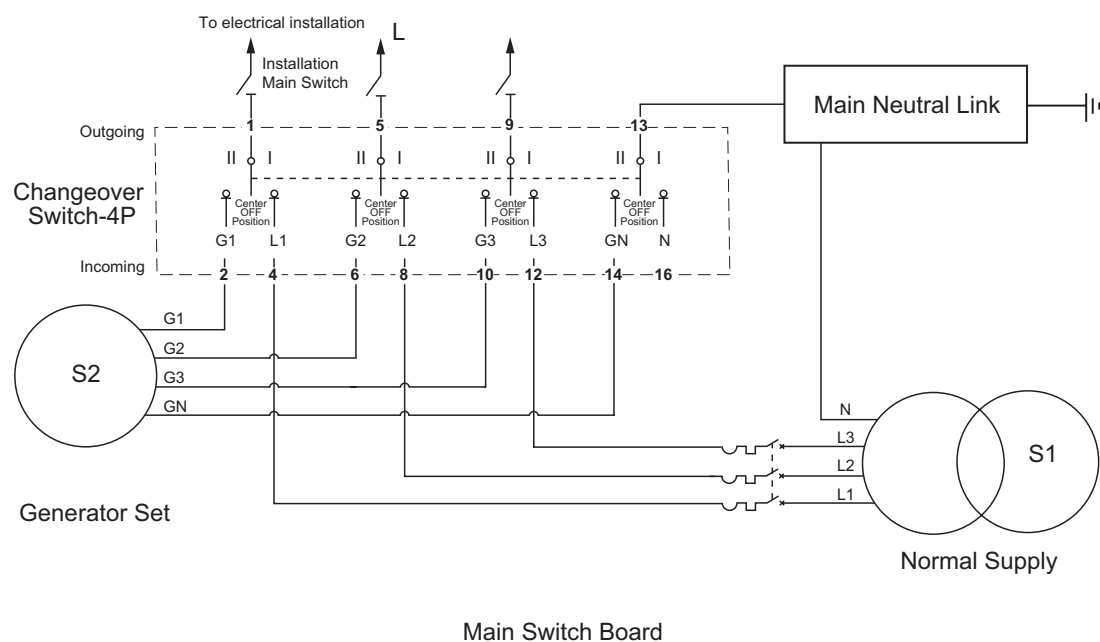 To electrical installation
L
Installation
Main Switch
Main Neutral Link
Outgoing
1 5 9 13
II I II I II I II I
Changeover
Switch-4P
Center
OFF
Position
Center
OFF
Position
Center
OFF
Position
Center
OFF
Position
G1 L1 G2 L2 G3 L3 GN N
Incoming
2 4 6 8 10 12 14 16
G1
S2
G2
G3
GN
N
L3
S1
L2
L1
Generator Set
Normal Supply
Main Switch Board